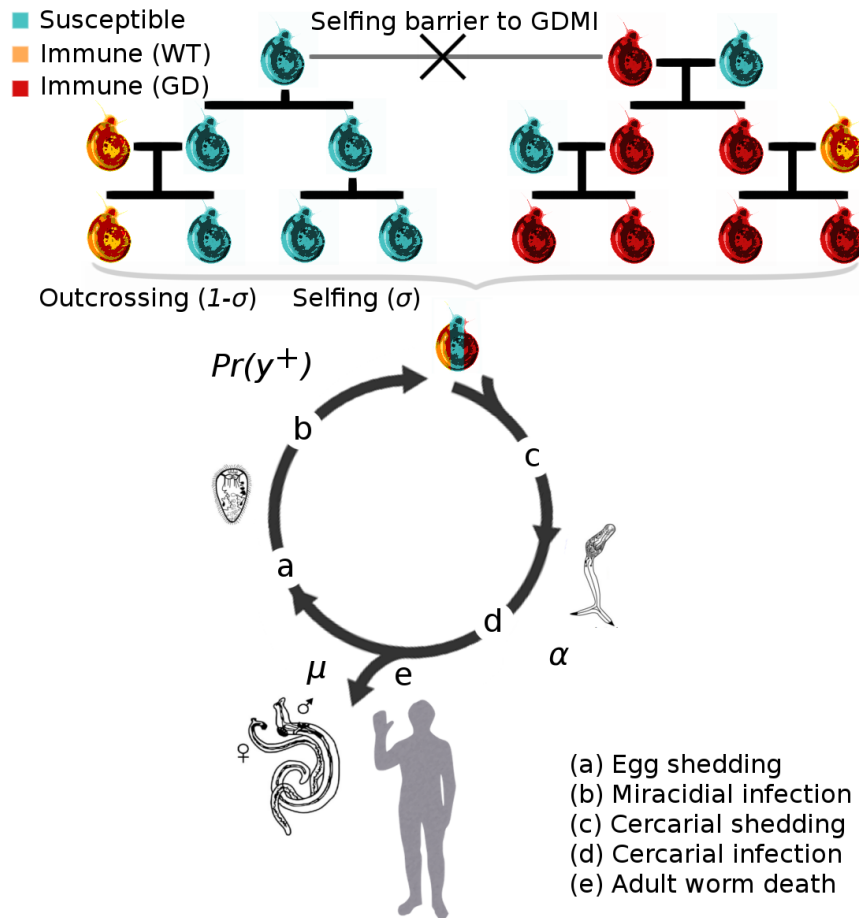 Susceptible
Immune (WT)
Immune (GD)
Selfing barrier to GDMI
Outcrossing (1-σ)
Selfing (σ)
Pr(y⁺)
b
c
a
d
e
μ
α
♂
♀
(a) Egg shedding
(b) Miracidial infection
(c) Cercarial shedding
(d) Cercarial infection
(e) Adult worm death